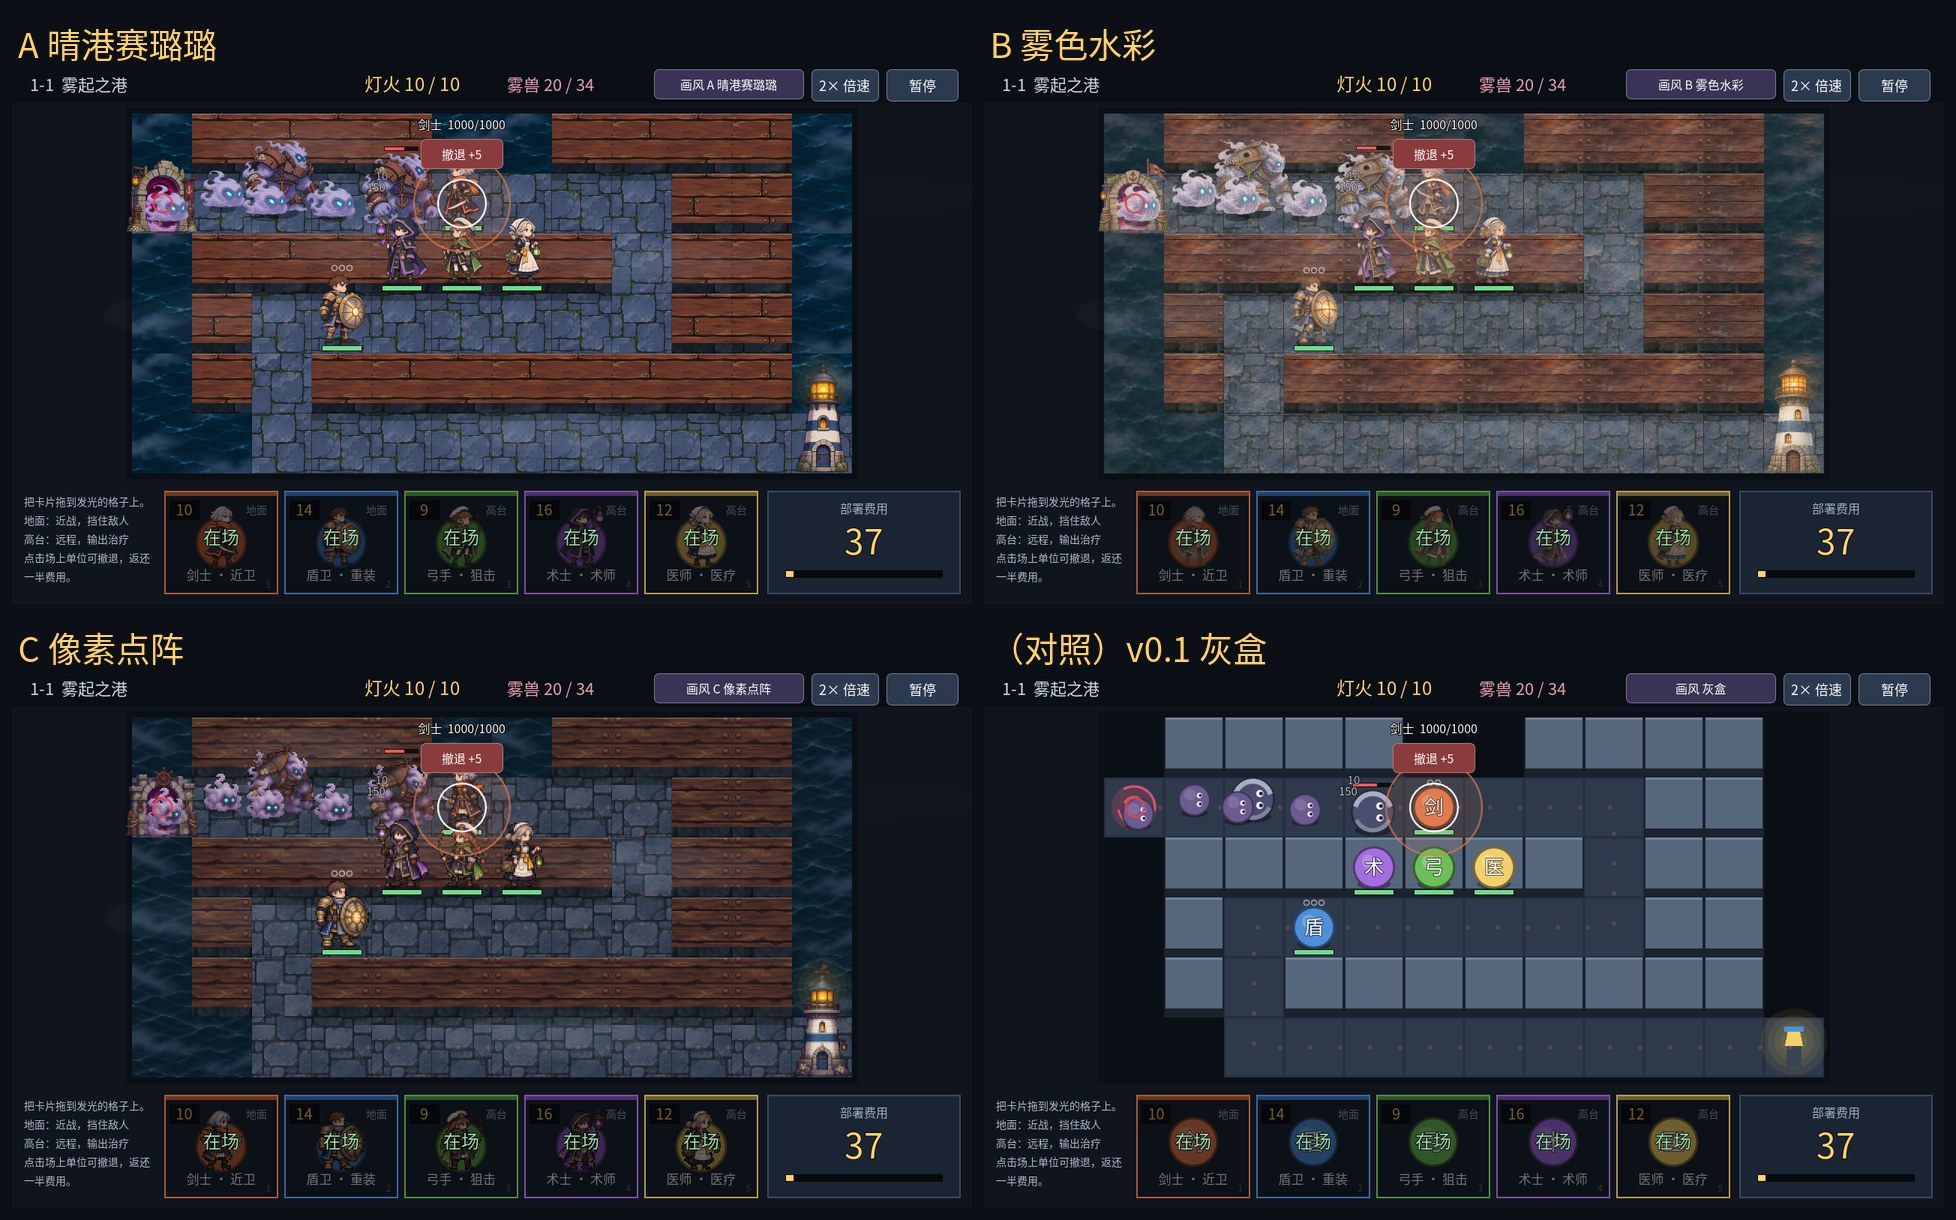 A 晴港赛璐璐
1-1 雾起之港
灯火 10 / 10
雾兽 20 / 34
画风 A 晴港赛璐璐
2× 倍速
暂停
剑士 1000/1000
撤退 +5
10
150
把卡片拖到发光的格子上。
地面：近战，挡住敌人
高台：远程，输出治疗
点击场上单位可撤退，返还
一半费用。
10 地面
在场
剑士 · 近卫
1
14 地面
在场
盾卫 · 重装
2
9 高台
在场
弓手 · 狙击
3
16 高台
在场
术士 · 术师
4
12 高台
在场
医师 · 医疗
5
部署费用
37
B 雾色水彩
1-1 雾起之港
灯火 10 / 10
雾兽 20 / 34
画风 B 雾色水彩
2× 倍速
暂停
剑士 1000/1000
撤退 +5
10
150
把卡片拖到发光的格子上。
地面：近战，挡住敌人
高台：远程，输出治疗
点击场上单位可撤退，返还
一半费用。
10 地面
在场
剑士 · 近卫
1
14 地面
在场
盾卫 · 重装
2
9 高台
在场
弓手 · 狙击
3
16 高台
在场
术士 · 术师
4
12 高台
在场
医师 · 医疗
5
部署费用
37
C 像素点阵
1-1 雾起之港
灯火 10 / 10
雾兽 20 / 34
画风 C 像素点阵
2× 倍速
暂停
剑士 1000/1000
撤退 +5
10
150
把卡片拖到发光的格子上。
地面：近战，挡住敌人
高台：远程，输出治疗
点击场上单位可撤退，返还
一半费用。
10 地面
在场
剑士 · 近卫
1
14 地面
在场
盾卫 · 重装
2
9 高台
在场
弓手 · 狙击
3
16 高台
在场
术士 · 术师
4
12 高台
在场
医师 · 医疗
5
部署费用
37
（对照）v0.1 灰盒
1-1 雾起之港
灯火 10 / 10
雾兽 20 / 34
画风 灰盒
2× 倍速
暂停
剑士 1000/1000
撤退 +5
10
150
剑
术
弓
医
盾
把卡片拖到发光的格子上。
地面：近战，挡住敌人
高台：远程，输出治疗
点击场上单位可撤退，返还
一半费用。
10 地面
在场
剑士 · 近卫
1
14 地面
在场
盾卫 · 重装
2
9 高台
在场
弓手 · 狙击
3
16 高台
在场
术士 · 术师
4
12 高台
在场
医师 · 医疗
5
部署费用
37